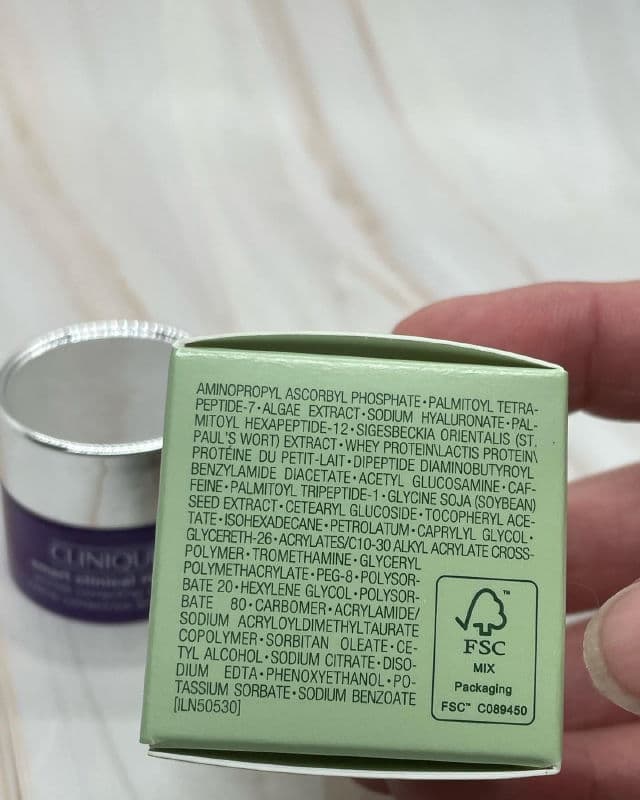 CLINIQUE
smart clinical
AMINOPROPYL ASCORBYL PHOSPHATE • PALMITOYL TETRA-
PEPTIDE-7 • ALGAE EXTRACT • SODIUM HYALURONATE • PAL-
MITOYL HEXAPEPTIDE-12 • SIGESBECKIA ORIENTALIS (ST.
PAUL'S WORT) EXTRACT • WHEY PROTEIN\LACTIS PROTEIN\
PROTÉINE DU PETIT-LAIT • DIPEPTIDE DIAMINOBUTYROYL
BENZYLAMIDE DIACETATE • ACETYL GLUCOSAMINE • CAF-
FEINE • PALMITOYL TRIPEPTIDE-1 • GLYCINE SOJA (SOYBEAN)
SEED EXTRACT • CETEARYL GLUCOSIDE • TOCOPHERYL ACE-
TATE • ISOHEXADECANE • PETROLATUM • CAPRYLYL GLYCOL •
GLYCERETH-26 • ACRYLATES/C10-30 ALKYL ACRYLATE CROSS-
POLYMER • TROMETHAMINE • GLYCERYL
POLYMETHACRYLATE • PEG-8 • POLYSOR-
BATE 20 • HEXYLENE GLYCOL • POLYSOR-
BATE 80 • CARBOMER • ACRYLAMIDE/
SODIUM ACRYLOYLDIMETHYLTAURATE
COPOLYMER • SORBITAN OLEATE • CE-
TYL ALCOHOL • SODIUM CITRATE • DISO-
DIUM EDTA • PHENOXYETHANOL • PO-
TASSIUM SORBATE • SODIUM BENZOATE
[ILN50530]
™
FSC
MIX
Packaging
FSC™ C089450